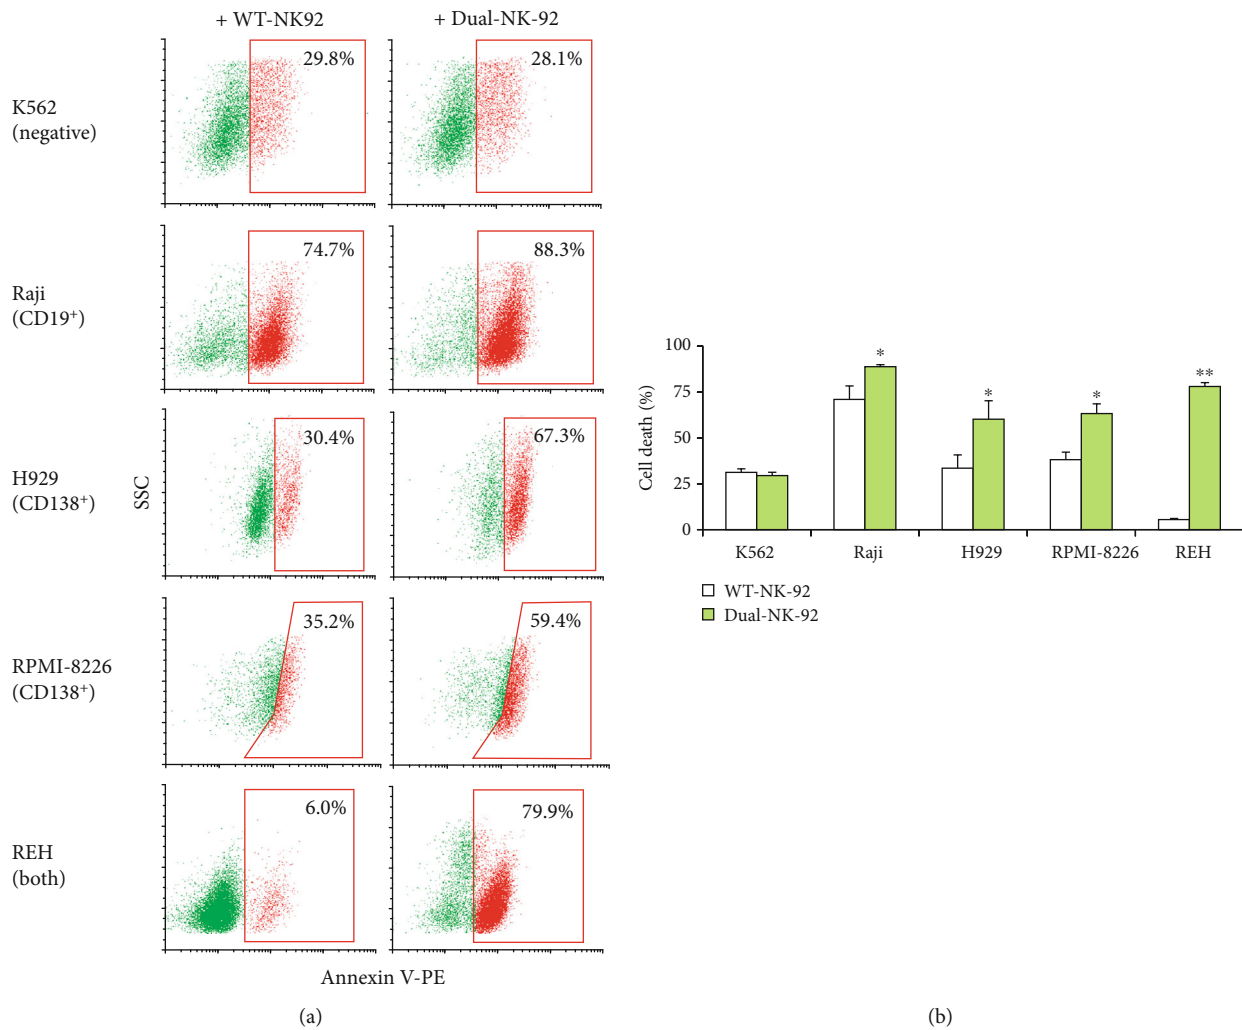 + WT-NK92
+ Dual-NK-92
K562
(negative)
29.8%
28.1%
Raji
(CD19+)
74.7%
88.3%
H929
(CD138+)
30.4%
67.3%
SSC
RPMI-8226
(CD138+)
35.2%
59.4%
REH
(both)
6.0%
79.9%
Annexin V-PE
(a)
Cell death (%)
100
75
50
25
0
*
*
*
**
K562
Raji
H929
RPMI-8226
REH
WT-NK-92
Dual-NK-92
(b)